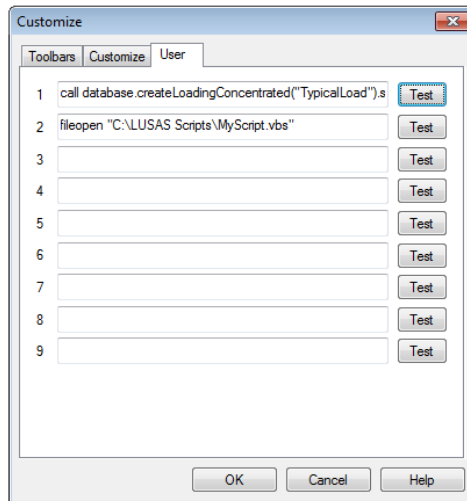 Customize
Toolbars Customize User
1 call database.createLoadingConcentrated("TypicalLoad").s Test
2 fileopen "C:\LUSAS Scripts\MyScript.vbs" Test
3 Test
4 Test
5 Test
6 Test
7 Test
8 Test
9 Test
OK Cancel Help